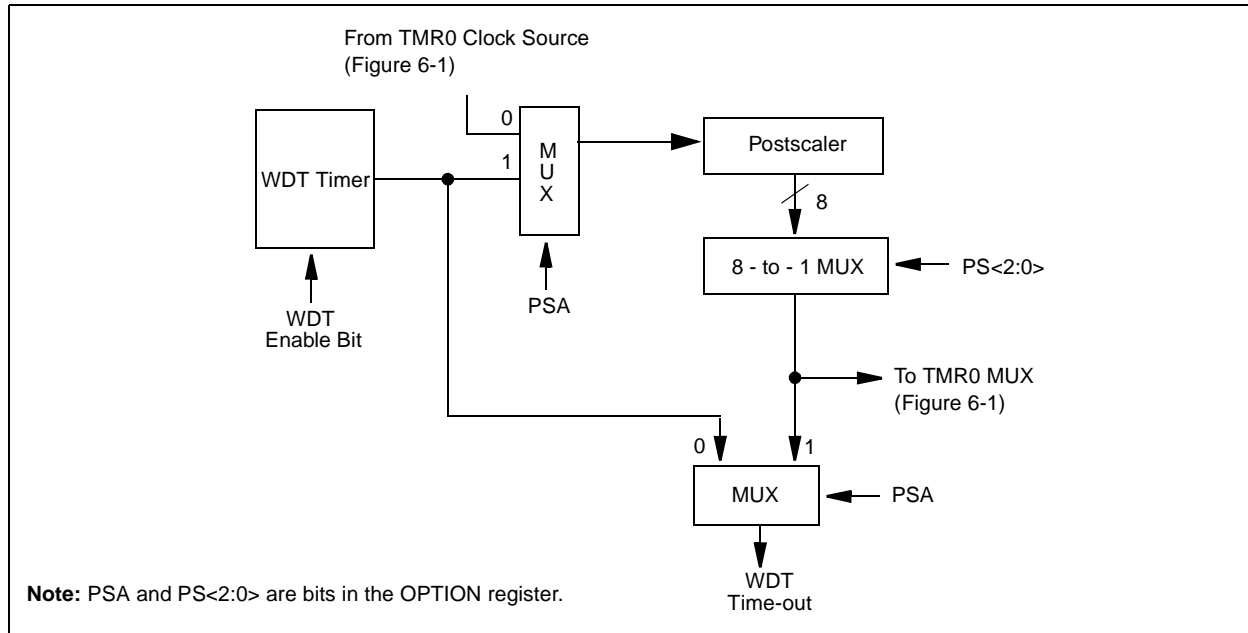 From TMR0 Clock Source
(Figure 6-1)
0
1
M
U
X
WDT Timer
Postscaler
8
8 - to - 1 MUX
PS<2:0>
PSA
WDT
Enable Bit
To TMR0 MUX
(Figure 6-1)
0
1
MUX
PSA
WDT
Time-out
Note: PSA and PS<2:0> are bits in the OPTION register.